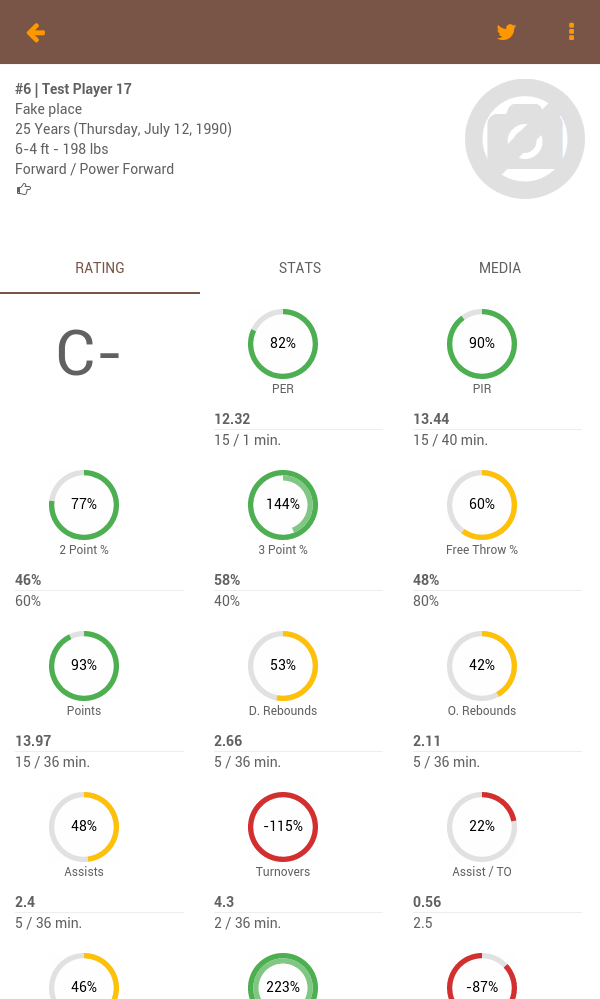 #6 | Test Player 17
Fake place
25 Years (Thursday, July 12, 1990)
6-4 ft - 198 lbs
Forward / Power Forward
RATING
STATS
MEDIA
C-
82%
PER
12.32
15 / 1 min.
90%
PIR
13.44
15 / 40 min.
77%
2 Point %
46%
60%
144%
3 Point %
58%
40%
60%
Free Throw %
48%
80%
93%
Points
13.97
15 / 36 min.
53%
D. Rebounds
2.66
5 / 36 min.
42%
O. Rebounds
2.11
5 / 36 min.
48%
Assists
2.4
5 / 36 min.
-115%
Turnovers
4.3
2 / 36 min.
22%
Assist / TO
0.56
2.5
46%
223%
-87%